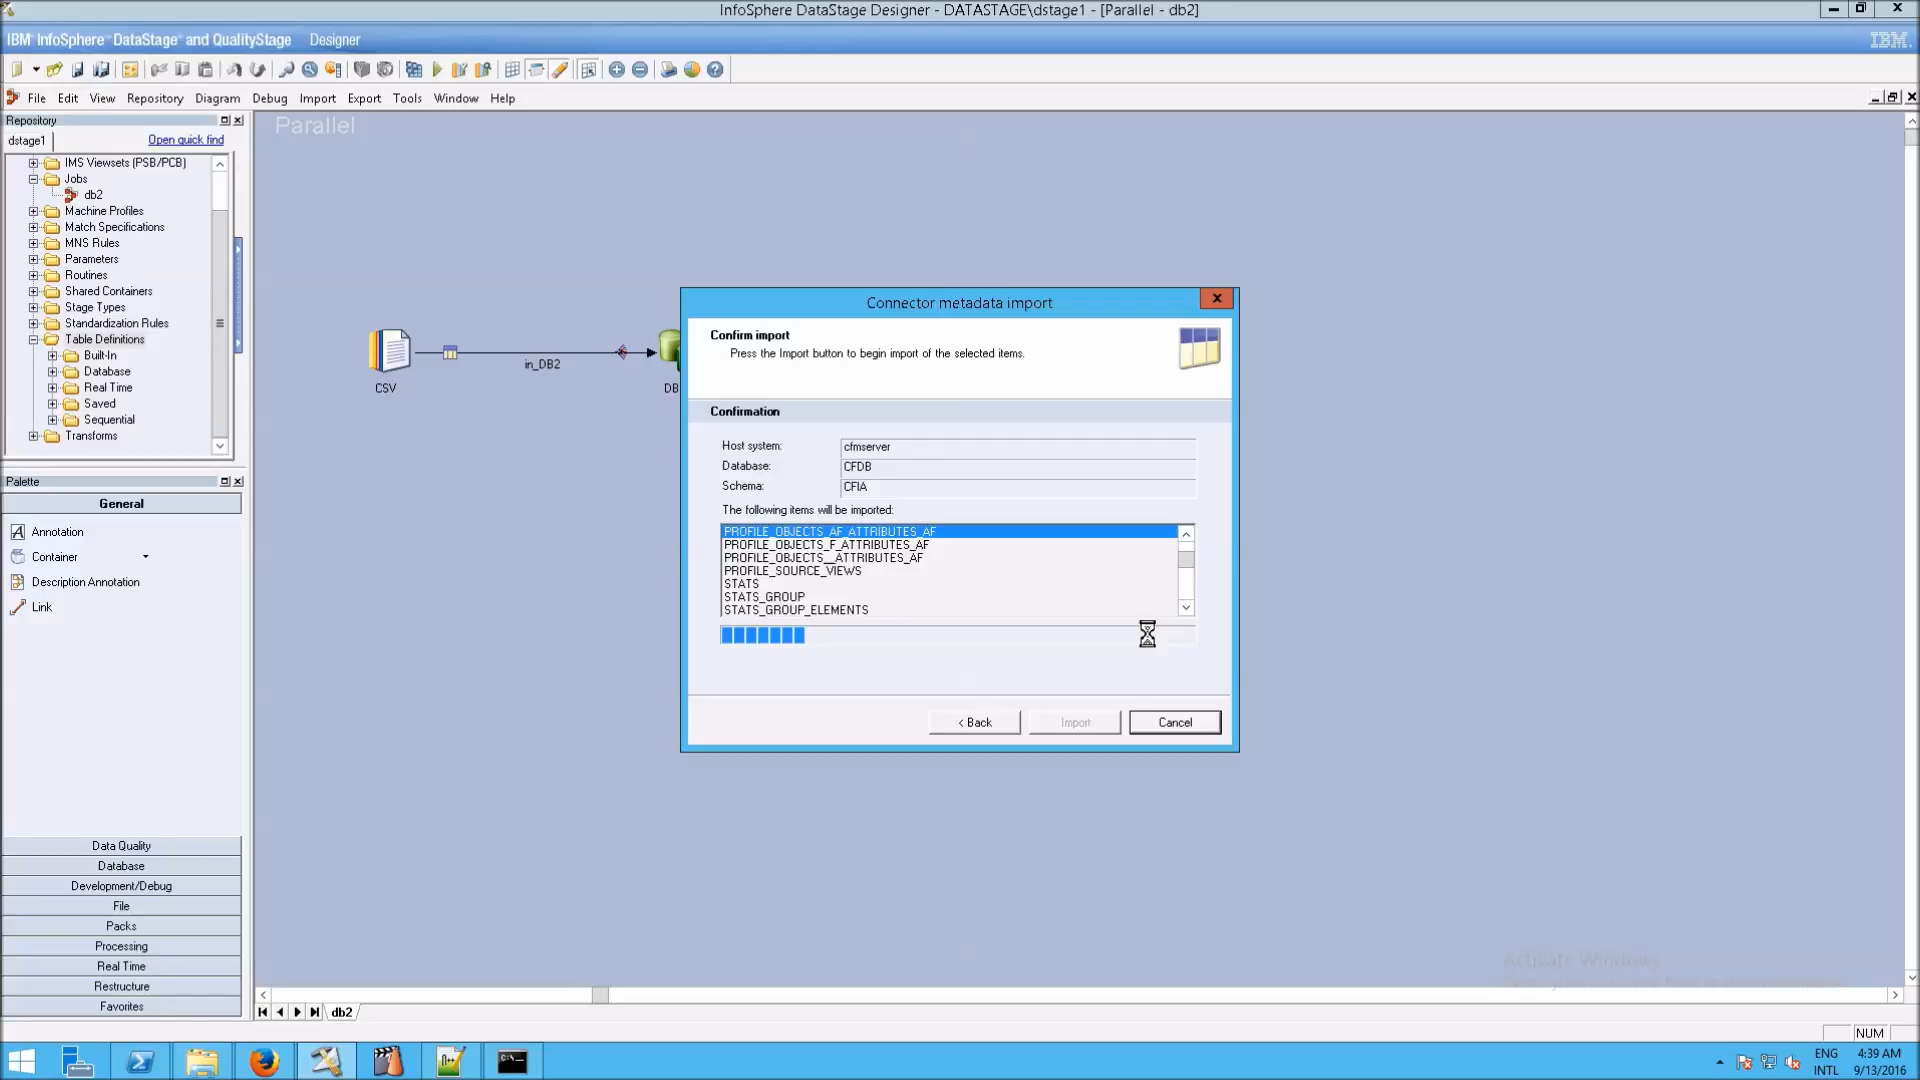 InfoSphere DataStage Designer - DATASTAGE\dstage1 - [Parallel - db2]
IBM InfoSphere DataStage and QualityStage Designer
IBM.
File Edit View Repository Diagram Debug Import Export Tools Window Help
Repository
dstage1 Open quick find
IMS Viewsets (PSB/PCB)
Jobs
db2
Machine Profiles
Match Specifications
MNS Rules
Parameters
Routines
Shared Containers
Stage Types
Standardization Rules
Table Definitions
Built-In
Database
Real Time
Saved
Sequential
Transforms
Palette
General
Annotation
Container
Description Annotation
Link
Data Quality
Database
Development/Debug
File
Packs
Processing
Real Time
Restructure
Favorites
Parallel
CSV
in_DB2
DB
Connector metadata import
Confirm import
Press the Import button to begin import of the selected items.
Confirmation
Host system: cfmserver
Database: CFDB
Schema: CFIA
The following items will be imported:
PROFILE_OBJECTS_AF_ATTRIBUTES_AF
PROFILE_OBJECTS_F_ATTRIBUTES_AF
PROFILE_OBJECTS__ATTRIBUTES_AF
PROFILE_SOURCE_VIEWS
STATS
STATS_GROUP
STATS_GROUP_ELEMENTS
< Back Import Cancel
Activate Windows
db2
NUM
ENG 4:39 AM
INTL 9/13/2016